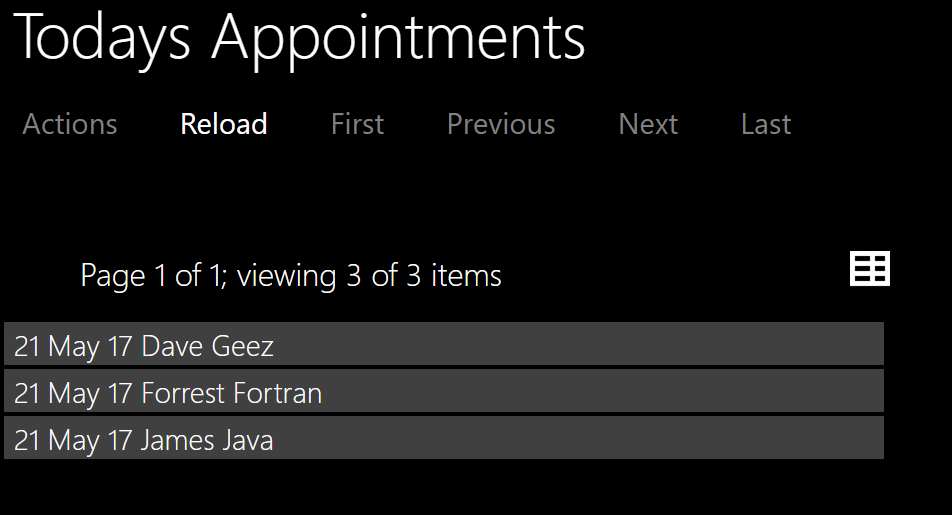 Todays Appointments
Actions Reload First Previous Next Last
Page 1 of 1; viewing 3 of 3 items
21 May 17 Dave Geez
21 May 17 Forrest Fortran
21 May 17 James Java